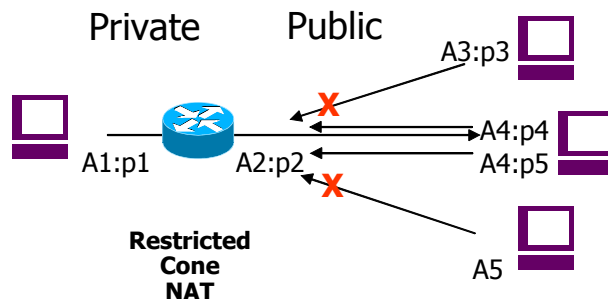 Private
Public
A3:p3
X
A4:p4
A1:p1
A2:p2
A4:p5
X
Restricted
Cone
NAT
A5